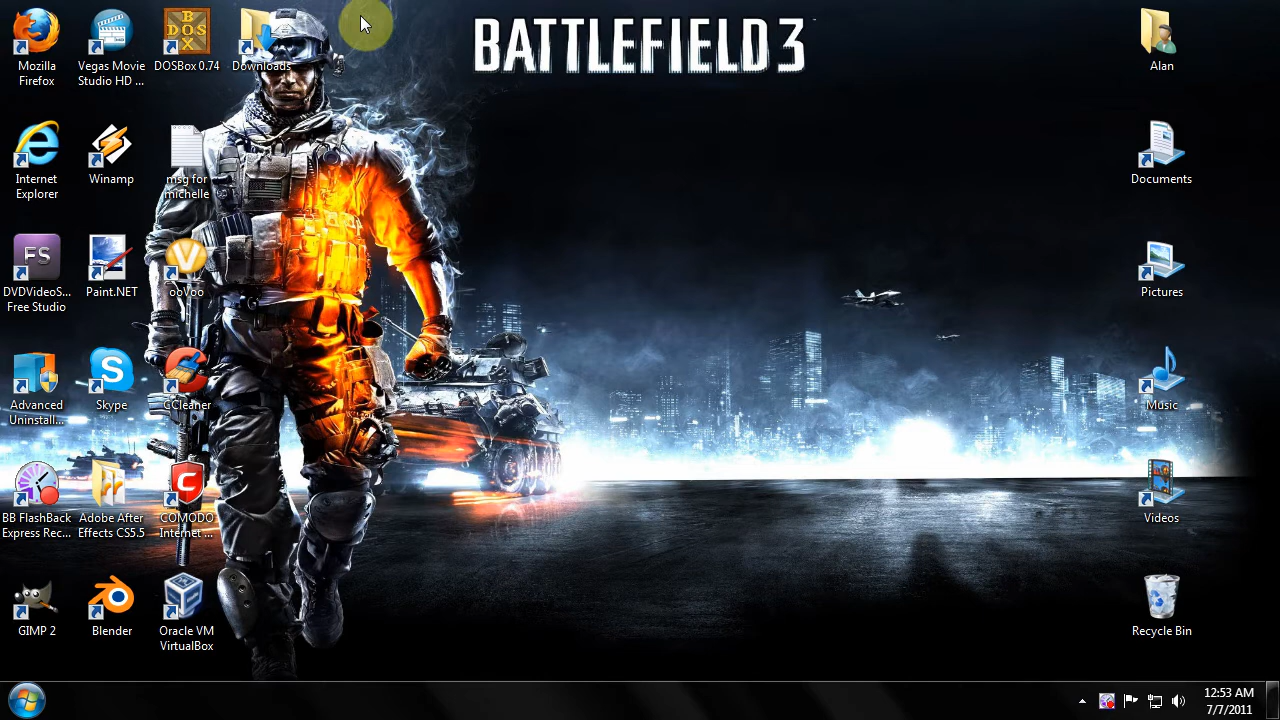 BATTLEFIELD 3
Mozilla
Firefox
Vegas Movie
Studio HD ...
DOSBox 0.74
Downloads
Alan
Internet
Explorer
Winamp
msg for
michelle
Documents
FS
DVDVideoS...
Free Studio
Paint.NET
ooVoo
Pictures
Advanced
Uninstall...
Skype
CCleaner
Music
BB FlashBack
Express Rec...
Adobe After
Effects CS5.5
COMODO
Internet ...
Videos
GIMP 2
Blender
Oracle VM
VirtualBox
Recycle Bin
12:53 AM
7/7/2011